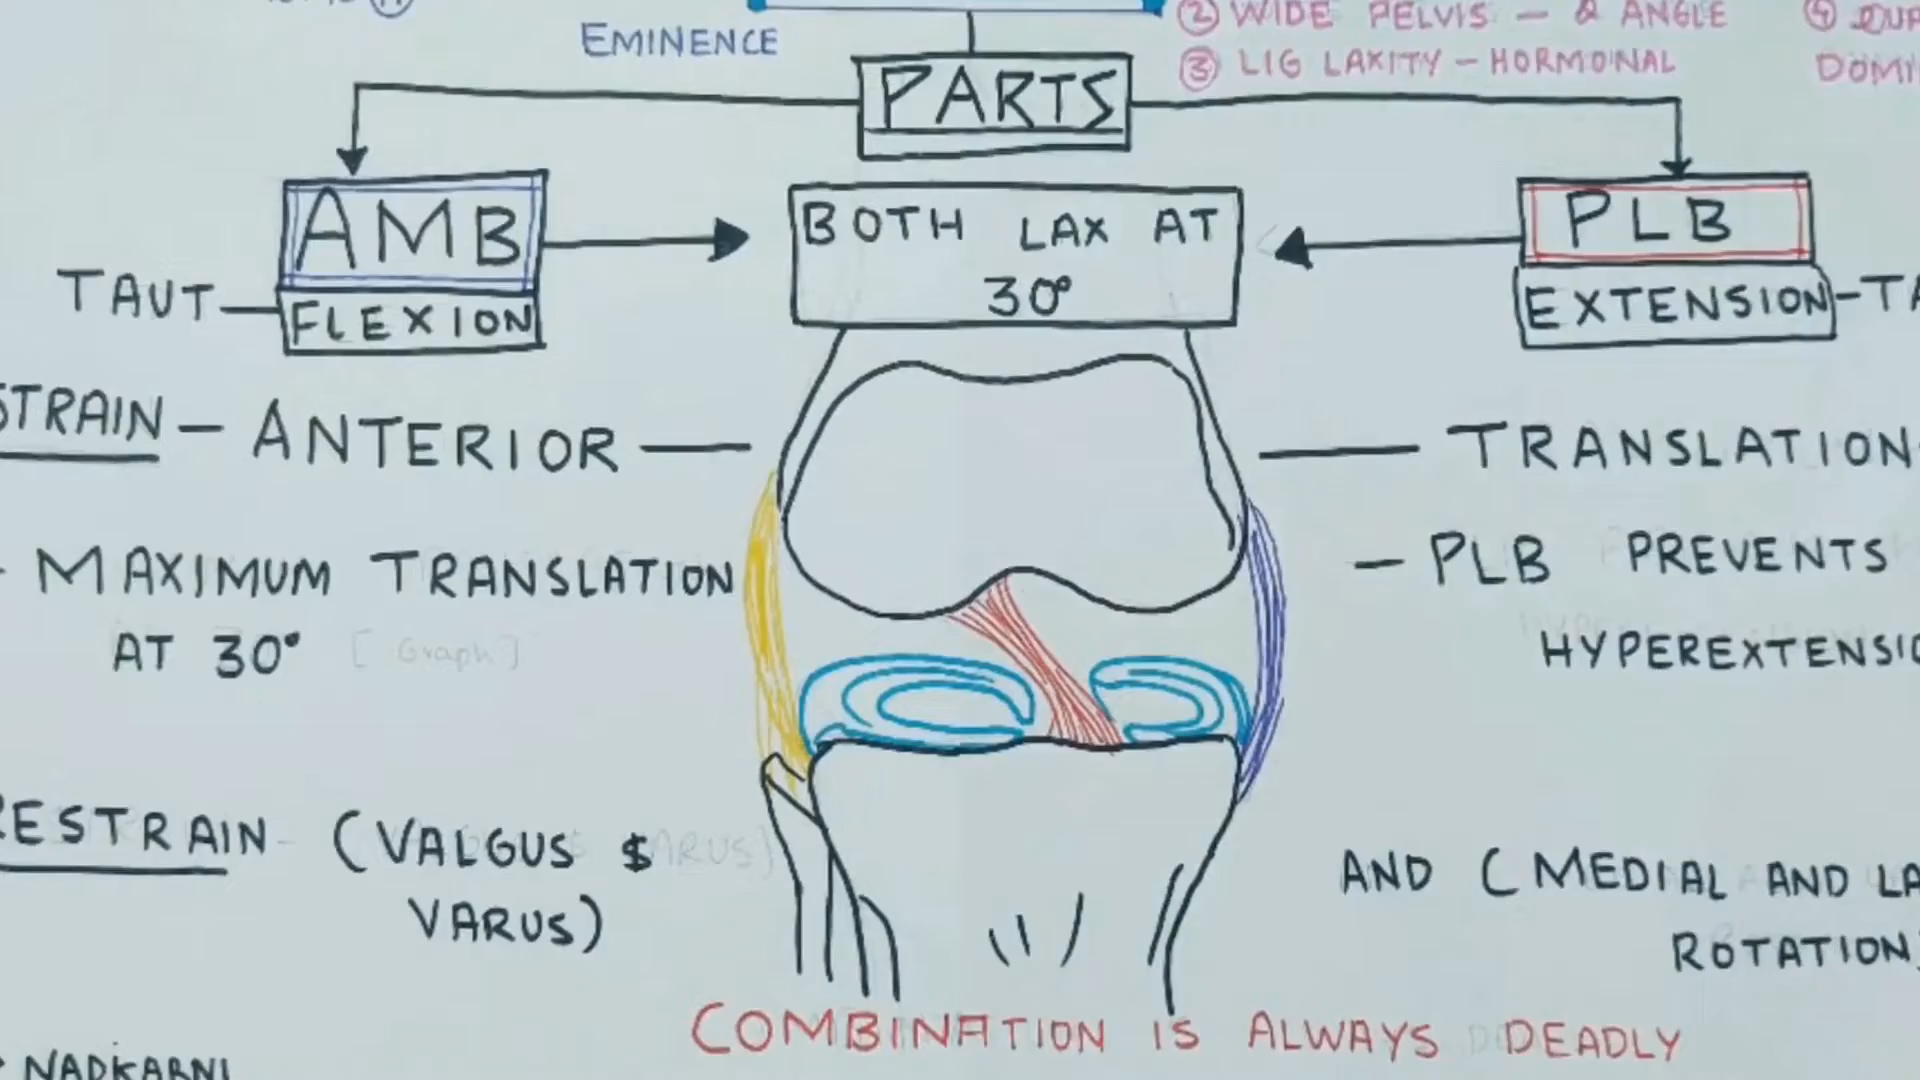 EMINENCE
② WIDE PELVIS — Q ANGLE
③ LIG LAXITY — HORMONAL
PARTS
AMB
BOTH LAX AT
30°
PLB
TAUT
FLEXION
EXTENSION
STRAIN — ANTERIOR — — TRANSLATION
MAXIMUM TRANSLATION
AT 30° [Graph]
— PLB PREVENTS
RESTRAIN - (VALGUS $
VARUS)
AND (MEDIAL AND LA
ROTATION
COMBINATION IS ALWAYS DEADLY
NADKARNI